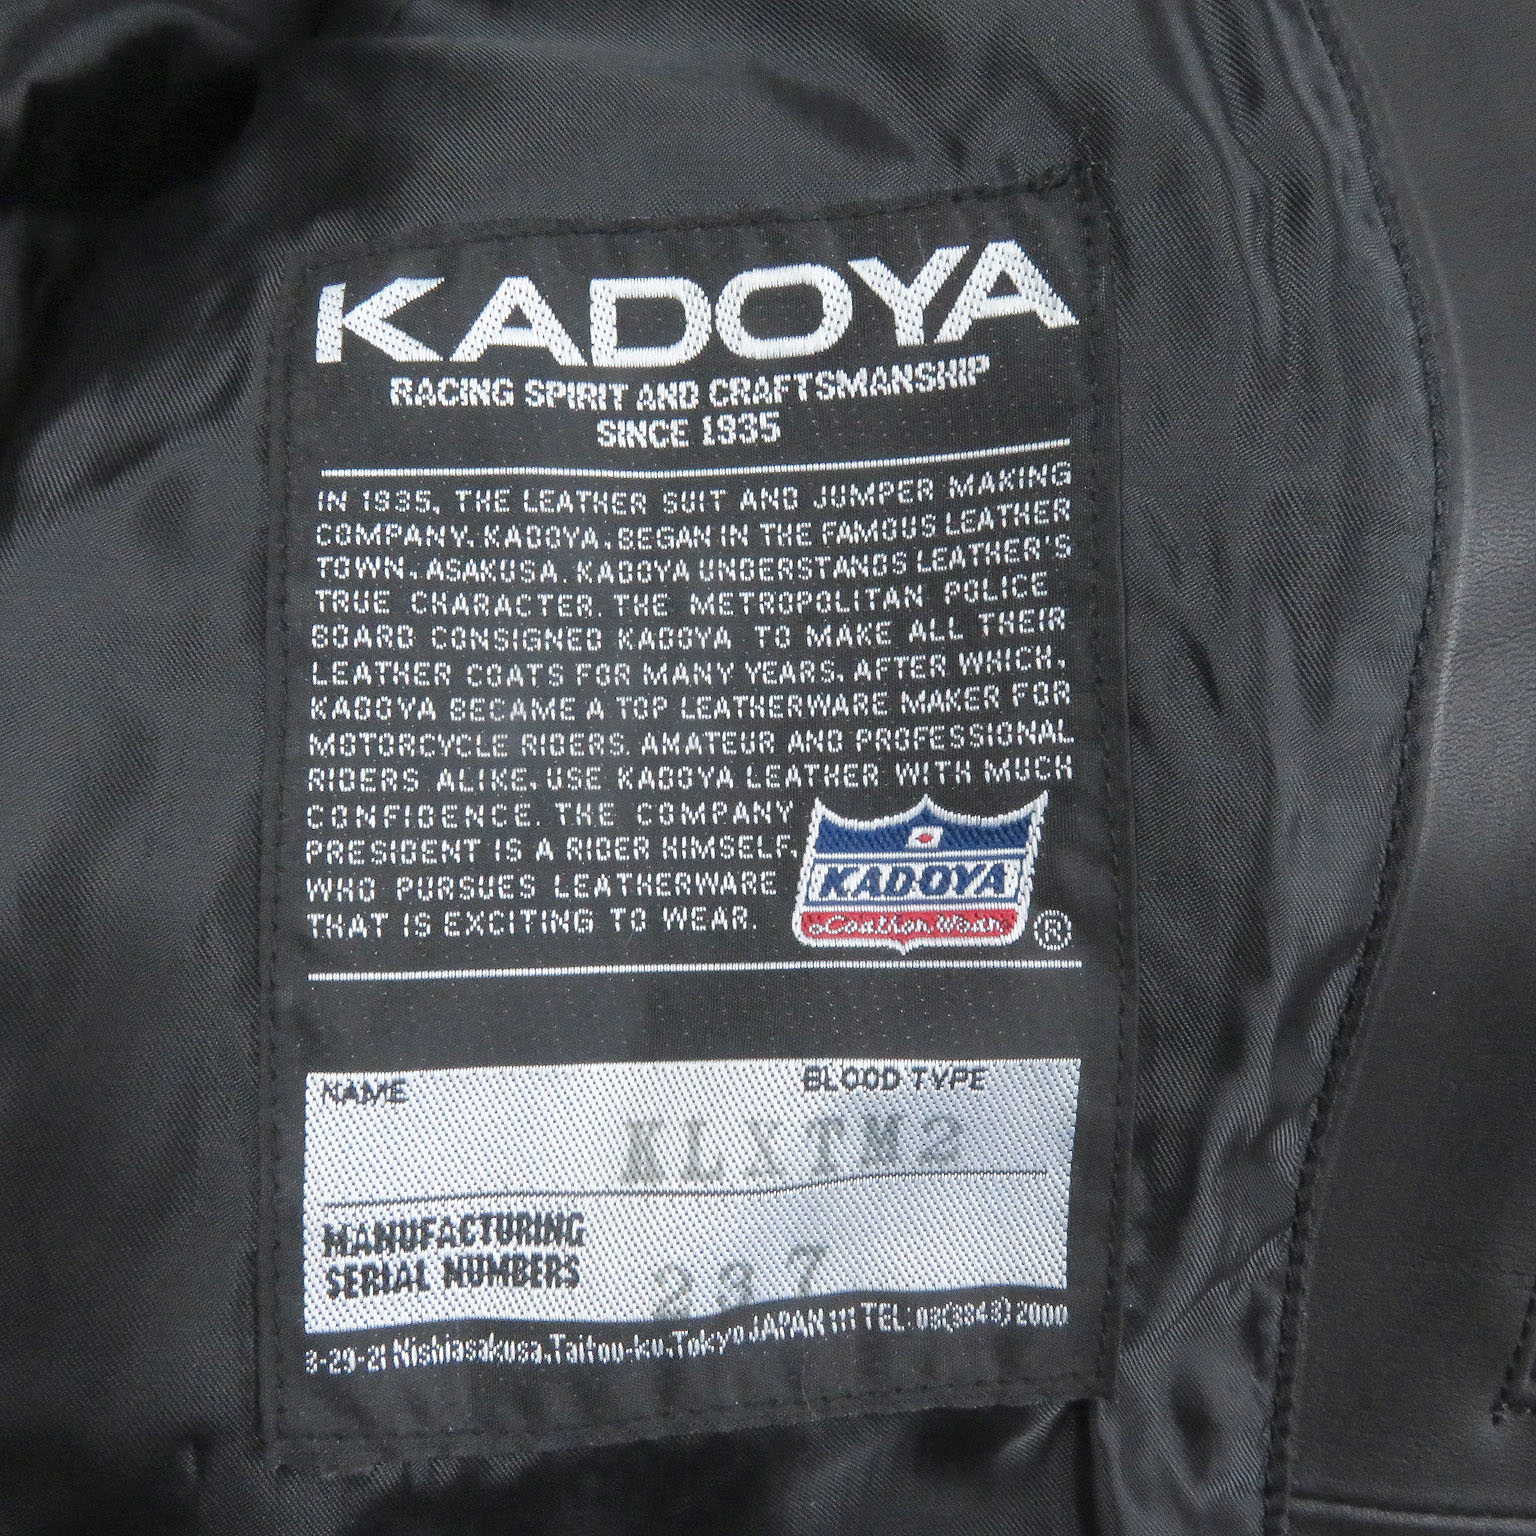 KADOYA
RACING SPIRIT AND CRAFTSMANSHIP
SINCE 1935
IN 1935, THE LEATHER SUIT AND JUMPER MAKING
COMPANY, KADOYA, BEGAN IN THE FAMOUS LEATHER
TOWN, ASAKUSA. KADOYA UNDERSTANDS LEATHER'S
TRUE CHARACTER. THE METROPOLITAN POLICE
BOARD CONSIGNED KADOYA TO MAKE ALL THEIR
LEATHER COATS FOR MANY YEARS, AFTER WHICH,
KADOYA BECAME A TOP LEATHERWARE MAKER FOR
MOTORCYCLE RIDERS. AMATEUR AND PROFESSIONAL
RIDERS ALIKE, USE KADOYA LEATHER WITH MUCH
CONFIDENCE. THE COMPANY
PRESIDENT IS A RIDER HIMSELF,
WHO PURSUES LEATHERWARE
THAT IS EXCITING TO WEAR.
KADOYA
Leather Wear
®
NAME BLOOD TYPE
KLXTM2
MANUFACTURING
SERIAL NUMBERS
237
3-29-21 Nishiasakusa,Taitou-ku,Tokyo JAPAN 111 TEL: 03(3841) 2000